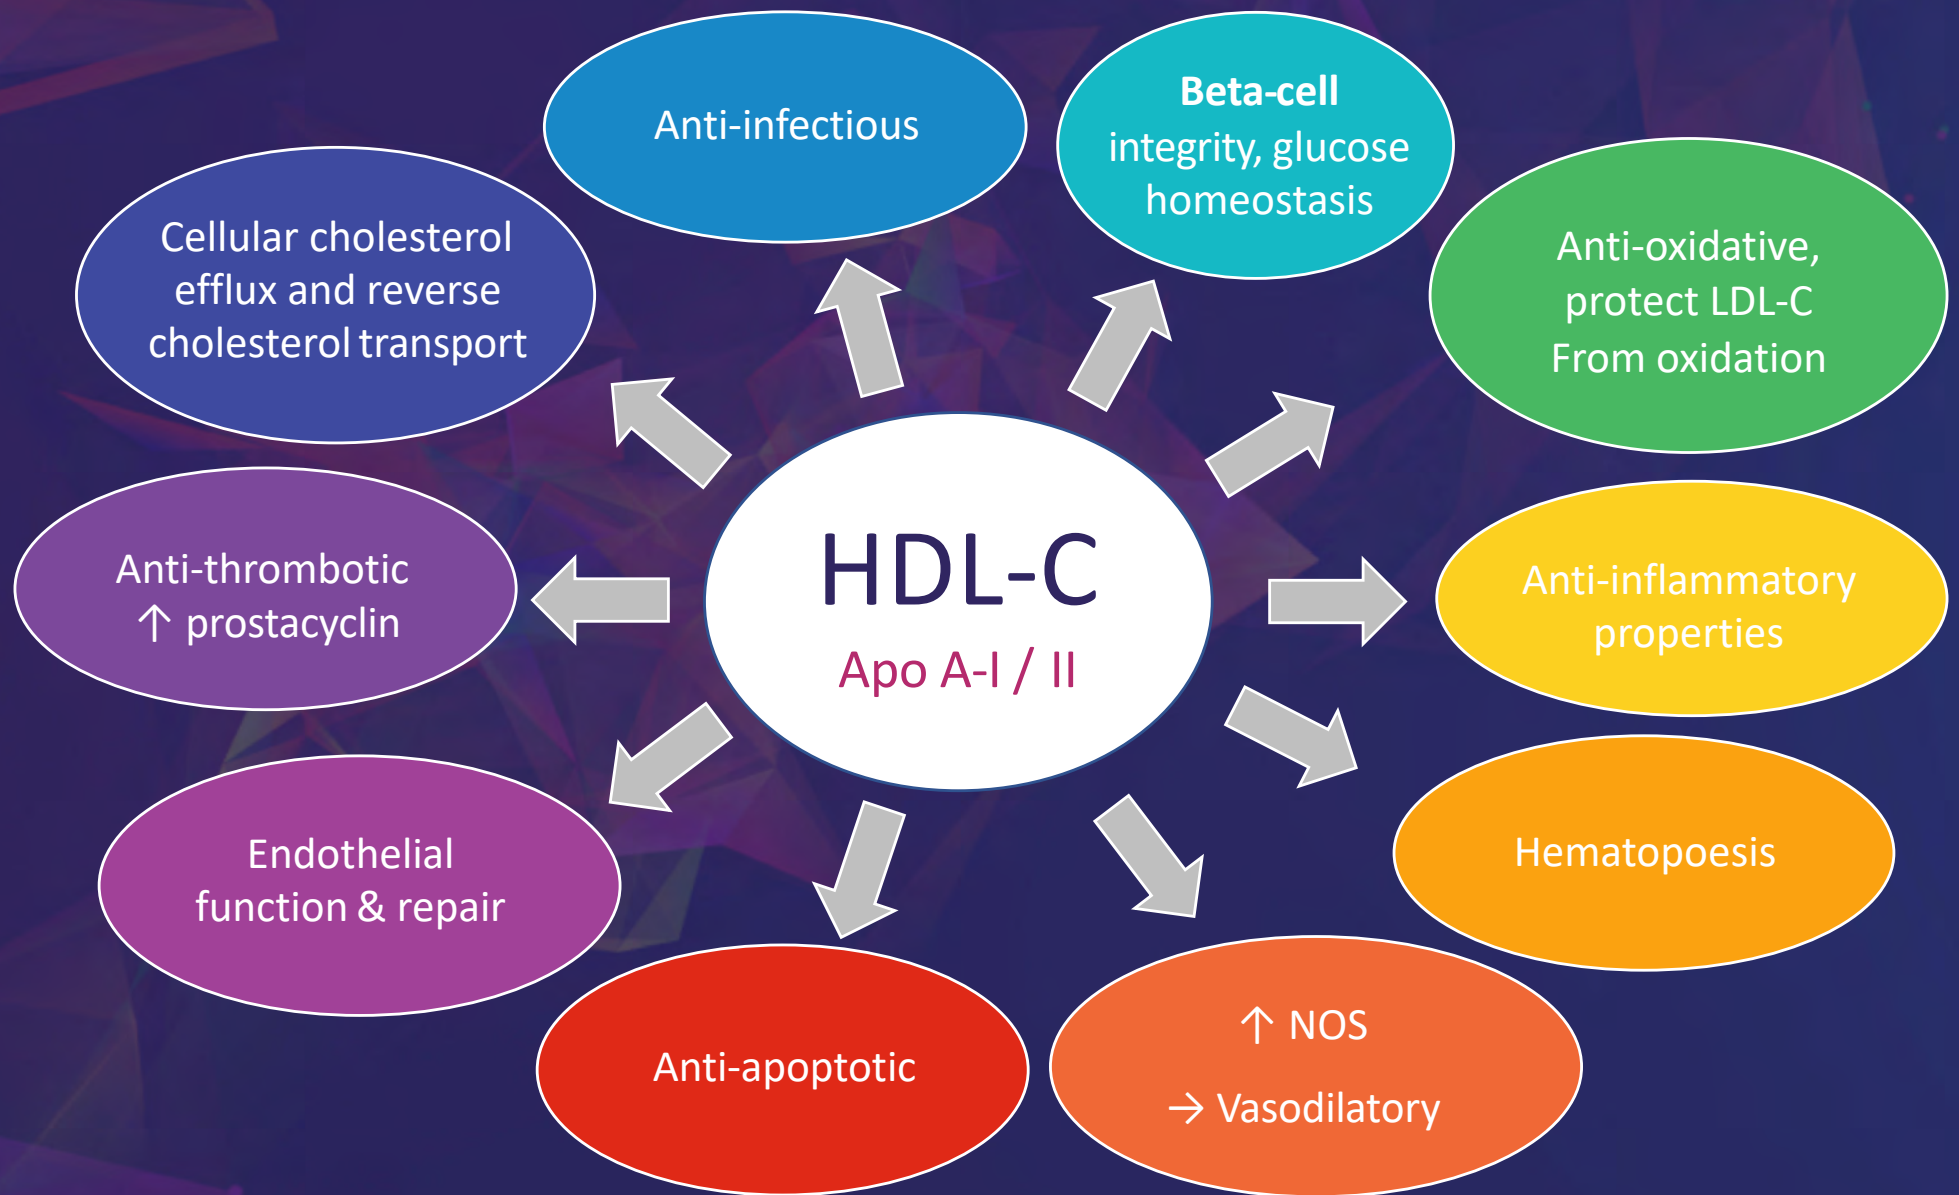 Anti-infectious
Beta-cell
integrity, glucose
homeostasis
Cellular cholesterol
efflux and reverse
cholesterol transport
Anti-oxidative,
protect LDL-C
From oxidation
HDL-C
Apo A-I / II
Anti-thrombotic
↑ prostacyclin
Anti-inflammatory
properties
Endothelial
function & repair
Hematopoesis
Anti-apoptotic
↑ NOS
→ Vasodilatory